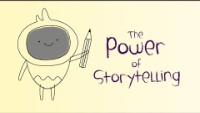 The
Power
of
Storytelling